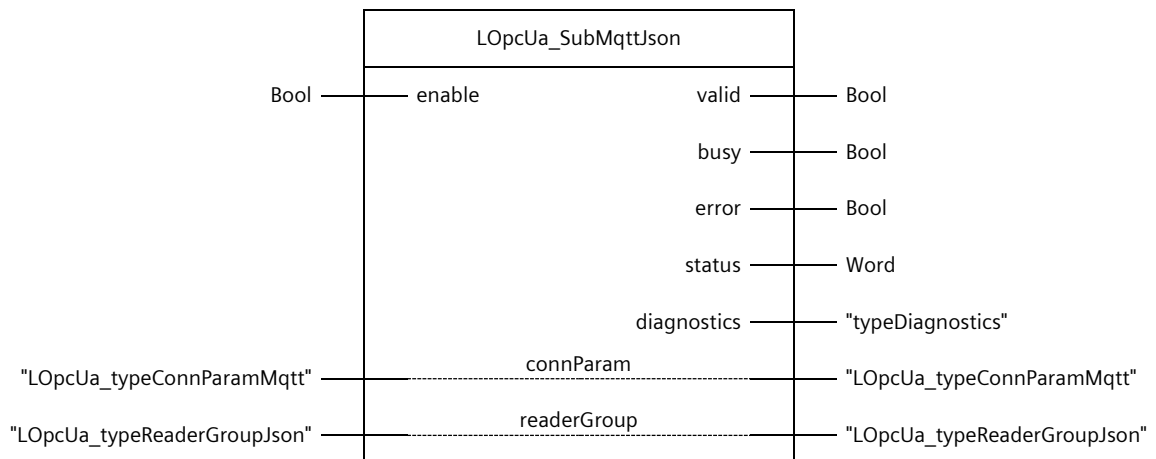 LOpcUa_SubMqttJson
Bool enable valid Bool
busy Bool
error Bool
status Word
diagnostics "typeDiagnostics"
"LOpcUa_typeConnParamMqtt" connParam "LOpcUa_typeConnParamMqtt"
"LOpcUa_typeReaderGroupJson" readerGroup "LOpcUa_typeReaderGroupJson"